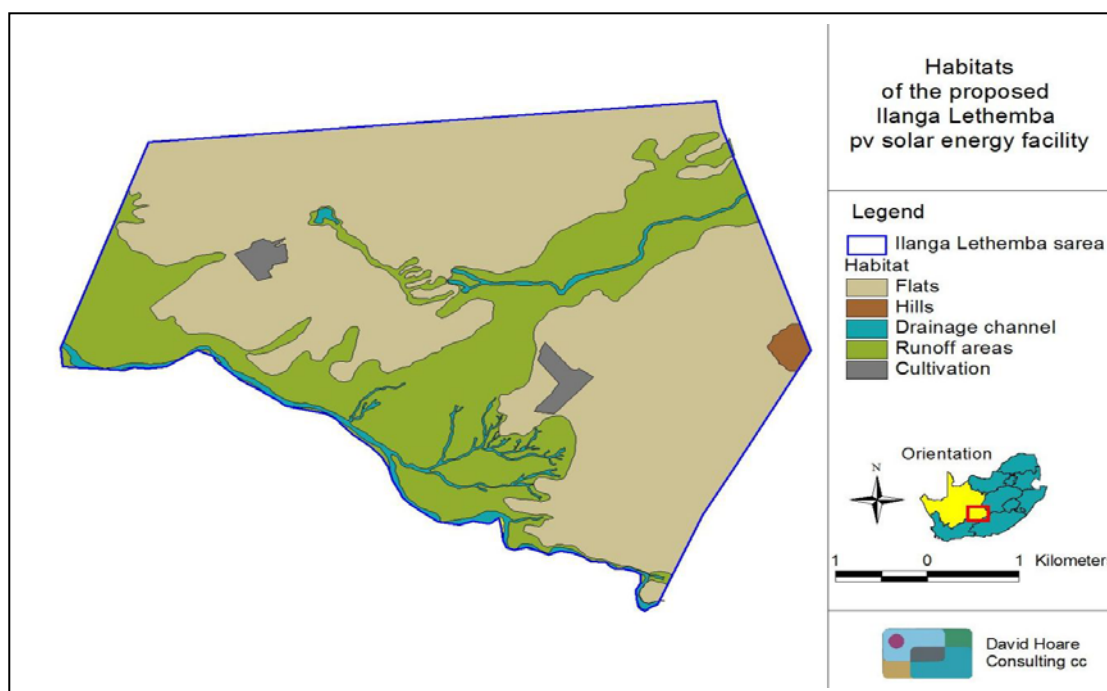 Habitats
of the proposed
Ilanga Lethemba
pv solar energy facility
Legend
Ilanga Lethemba sarea
Habitat
Flats
Hills
Drainage channel
Runoff areas
Cultivation
Orientation
N
1 0 1 Kilometer
David Hoare
Consulting cc